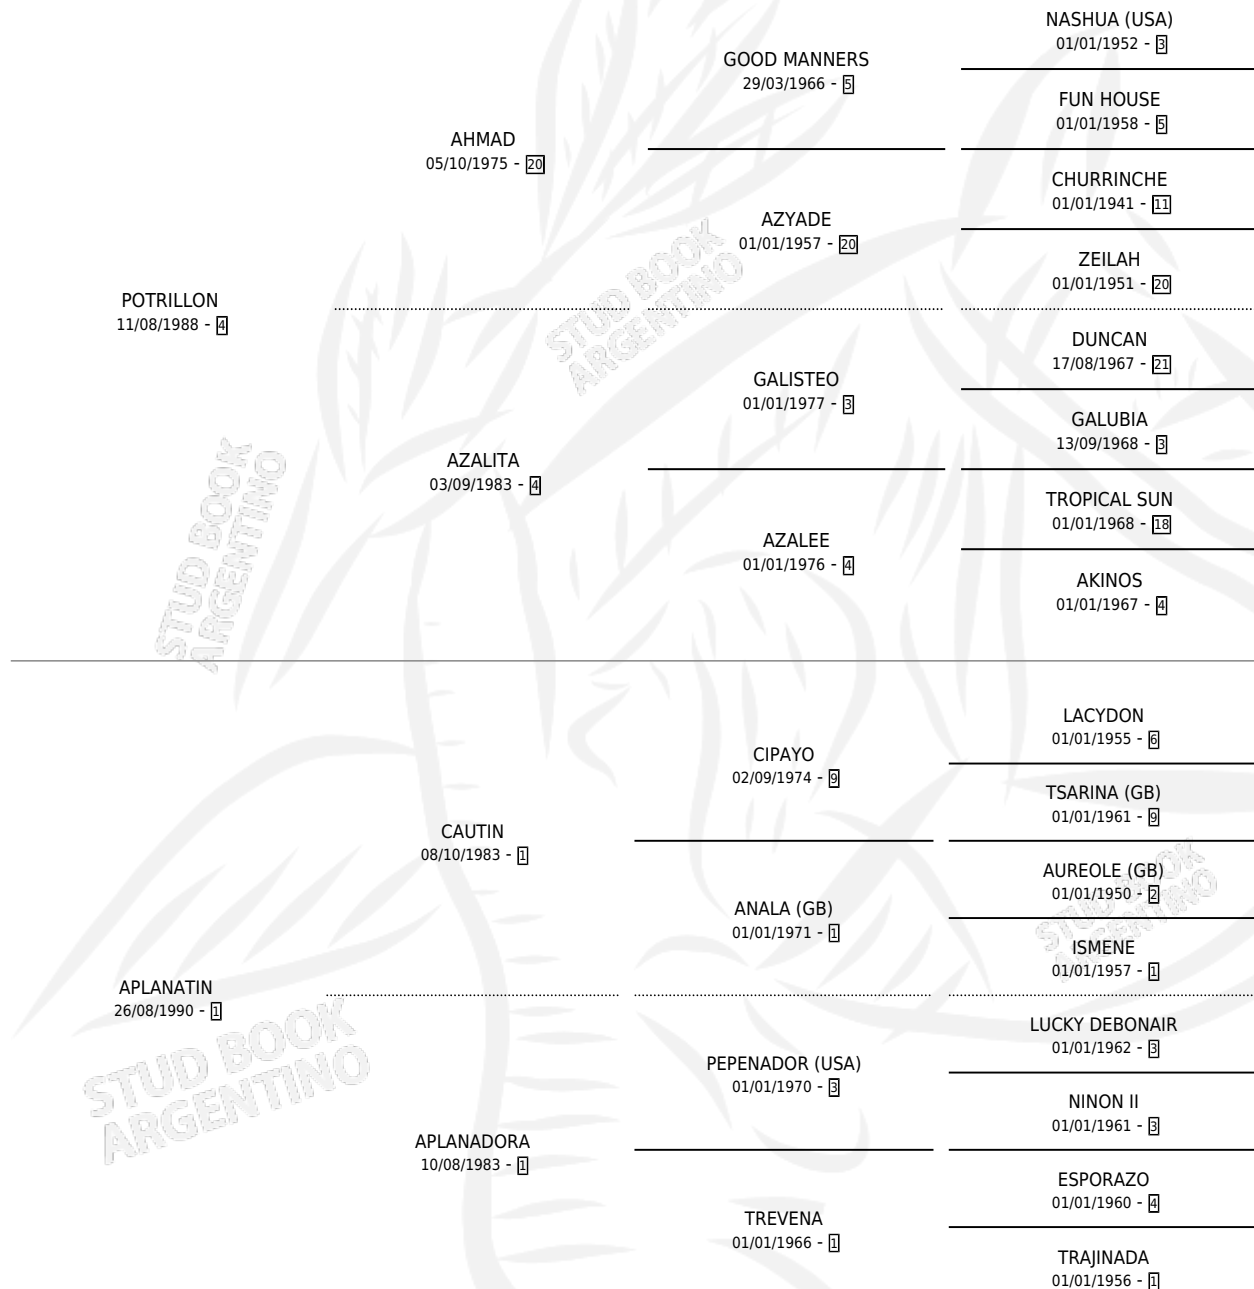 NASHUA (USA)
01/01/1952 - 3
GOOD MANNERS
29/03/1966 - 5
FUN HOUSE
01/01/1958 - 5
AHMAD
05/10/1975 - 20
CHURRINCHE
01/01/1941 - 11
AZYADE
01/01/1957 - 20
ZEILAH
01/01/1951 - 20
POTRILLON
11/08/1988 - 4
STUD BOOK
ARGENTINO
DUNCAN
17/08/1967 - 21
GALISTEO
01/01/1977 - 3
GALUBIA
13/09/1968 - 3
AZALITA
03/09/1983 - 4
TROPICAL SUN
01/01/1968 - 18
AZALEE
01/01/1976 - 4
AKINOS
01/01/1967 - 4
STUD BOOK
ARGENTINO
LACYDON
01/01/1955 - 6
CIPAYO
02/09/1974 - 9
TSARINA (GB)
01/01/1961 - 9
CAUTIN
08/10/1983 - 1
AUREOLE (GB)
01/01/1950 - 2
ANALA (GB)
01/01/1971 - 1
ISMENE
01/01/1957 - 1
STUD BOOK
ARGENTINO
APLANATIN
26/08/1990 - 1
STUD BOOK
ARGENTINO
LUCKY DEBONAIR
01/01/1962 - 3
PEPENADOR (USA)
01/01/1970 - 3
NINON II
01/01/1961 - 3
APLANADORA
10/08/1983 - 1
ESPORAZO
01/01/1960 - 4
TREVENA
01/01/1966 - 1
TRAJINADA
01/01/1956 - 1